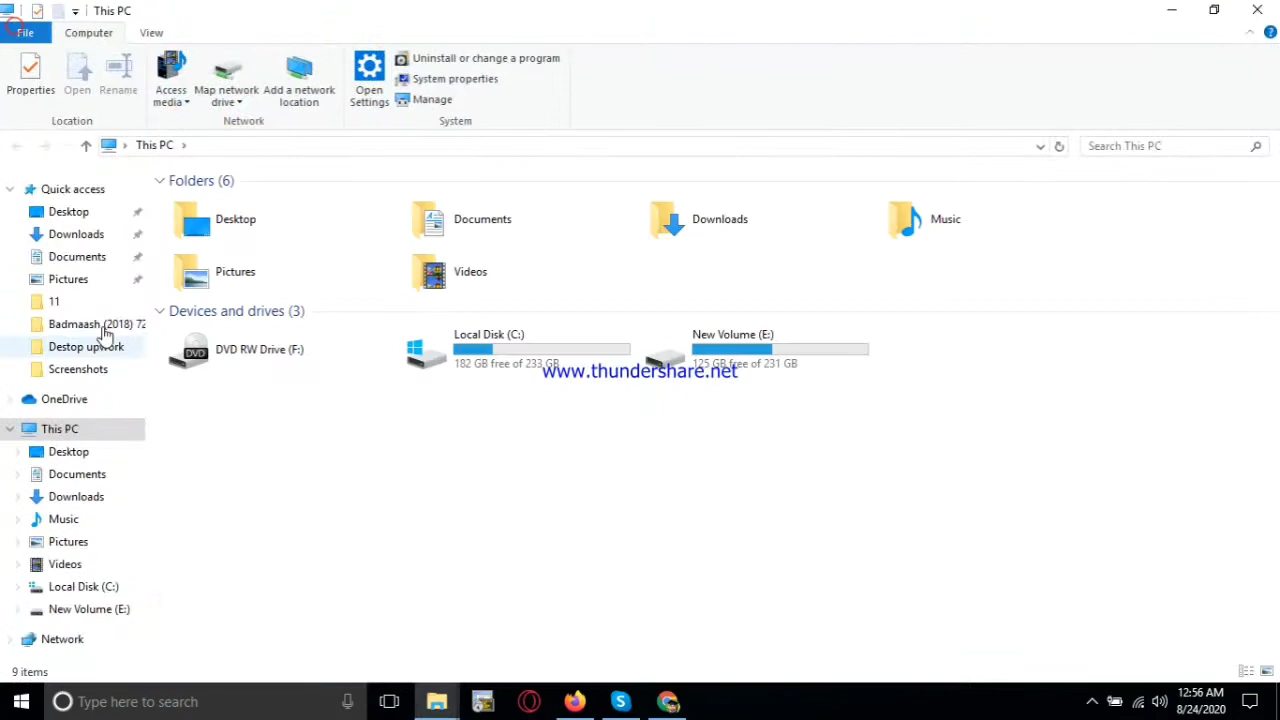 This PC
File
Computer
View
Properties
Open
Rename
Access media
Map network drive
Add a network location
Open Settings
Uninstall or change a program
System properties
Manage
Location
Network
System
This PC
Search This PC
Quick access
Desktop
Downloads
Documents
Pictures
11
Badmaash (2018) 72
Destop upwork
Screenshots
OneDrive
This PC
Desktop
Documents
Downloads
Music
Pictures
Videos
Local Disk (C:)
New Volume (E:)
Network
Folders (6)
Desktop
Documents
Downloads
Music
Pictures
Videos
Devices and drives (3)
DVD
DVD RW Drive (F:)
Local Disk (C:)
182 GB free of 233 GB
New Volume (E:)
125 GB free of 231 GB
www.thundershare.net
9 items
Type here to search
12:56 AM
8/24/2020